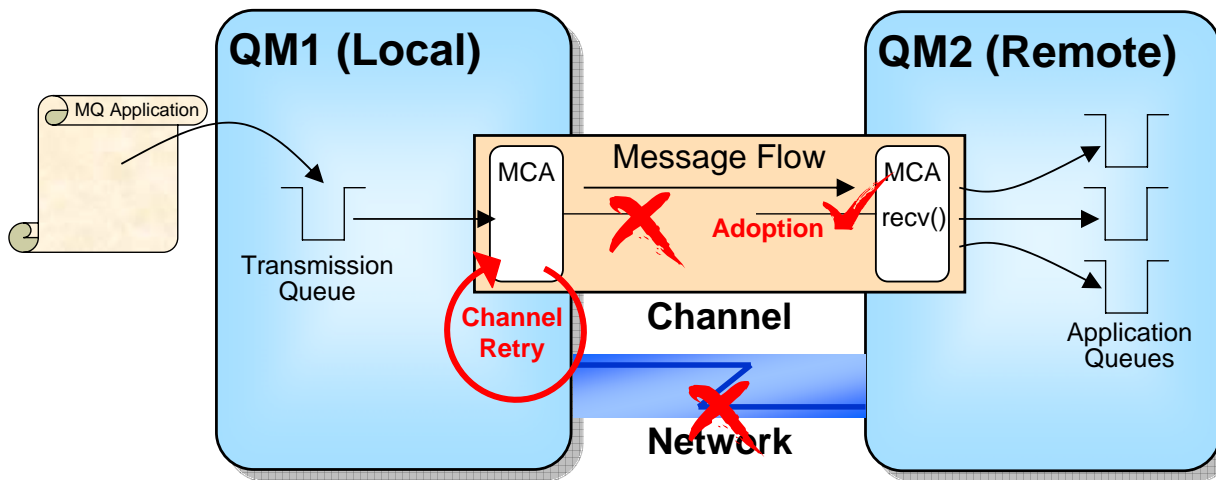 QM1 (Local)
QM2 (Remote)
MQ Application
MCA
Message Flow
MCA
Adoption
recv()
Transmission
Queue
Channel
Retry
Channel
Application
Queues
Network